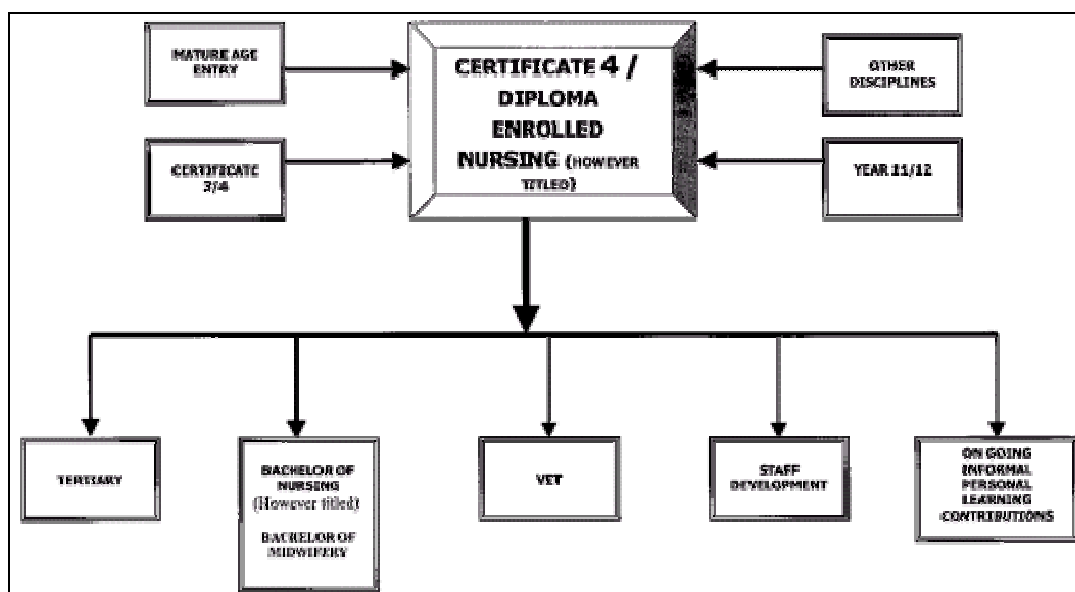 MATURE AGE
ENTRY
CERTIFICATE
3/4
CERTIFICATE 4 /
DIPLOMA
ENROLLED
NURSING (HOWEVER
TITLED)
OTHER
DISCIPLINES
YEAR 11/12
TERTIARY
BACHELOR OF
NURSING
(However titled)
BACHELOR OF
MIDWIFERY
VET
STAFF
DEVELOPMENT
ON GOING
INFORMAL
PERSONAL
LEARNING
CONTRIBUTIONS